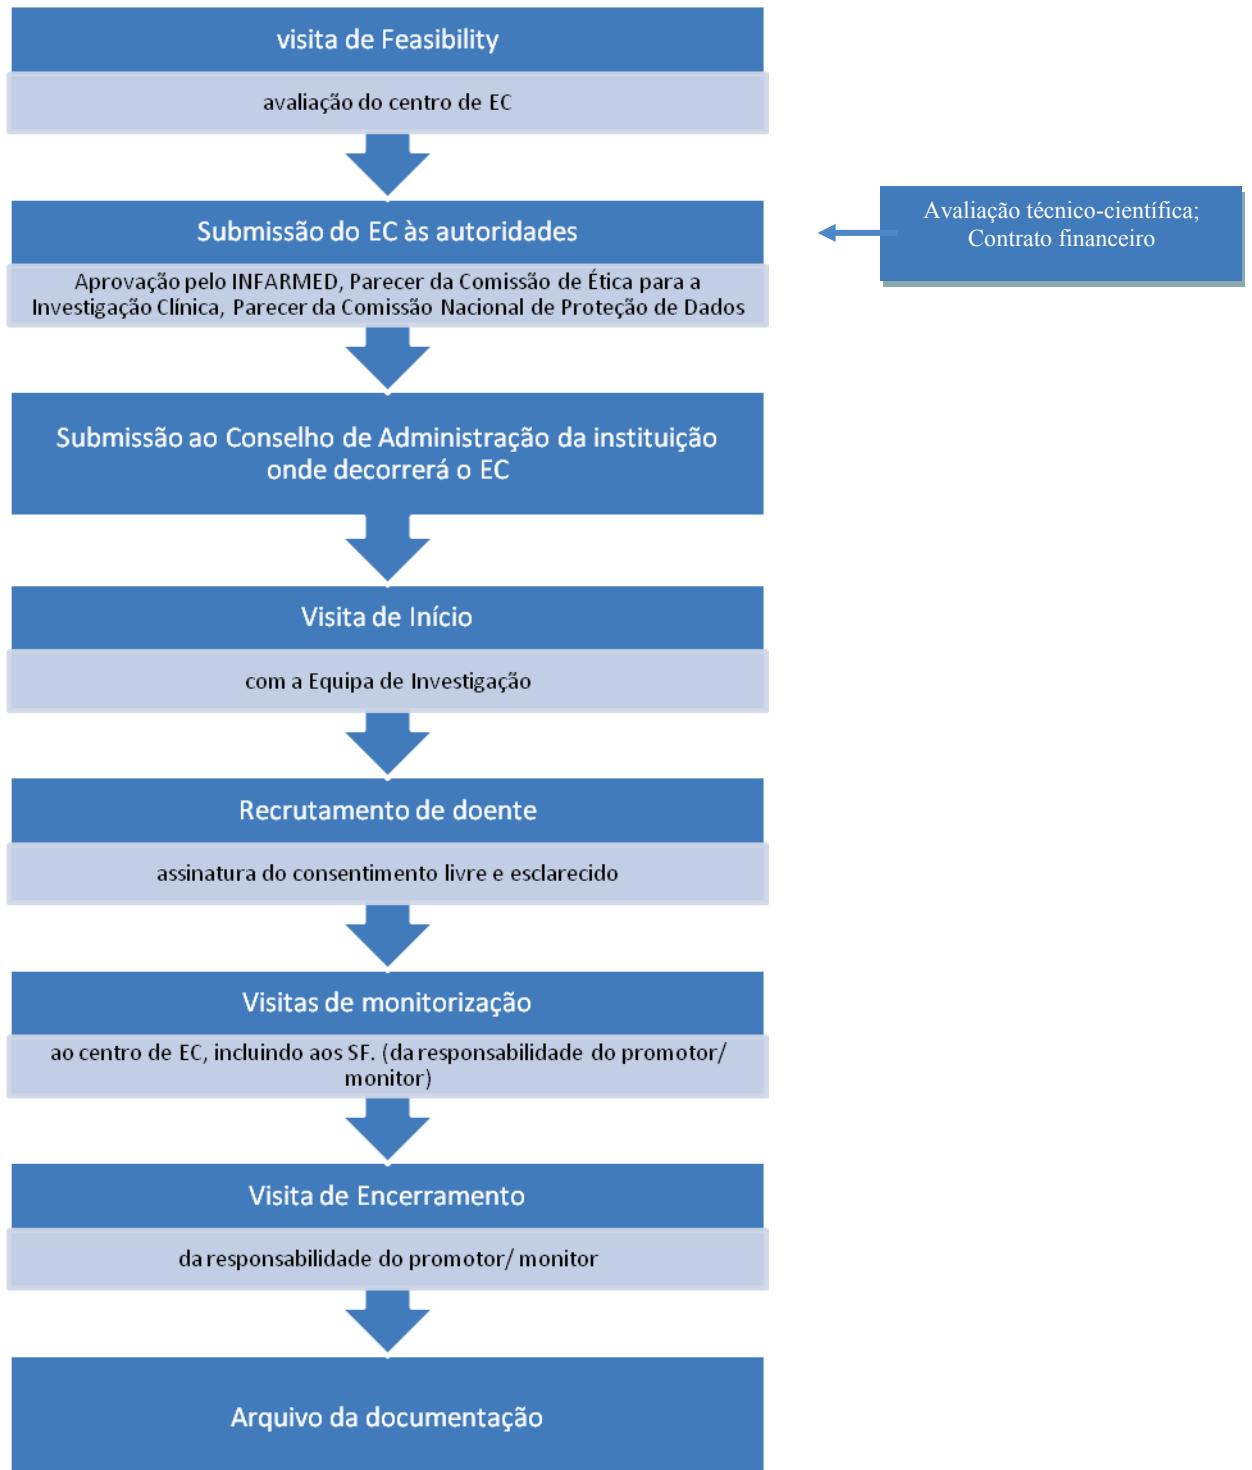 visita de Feasibility
avaliação do centro de EC
Submissão do EC às autoridades
Avaliação técnico-científica;
Contrato financeiro
Aprovação pelo INFARMED, Parecer da Comissão de Ética para a
Investigação Clínica, Parecer da Comissão Nacional de Proteção de Dados
Submissão ao Conselho de Administração da instituição
onde decorrerá o EC
Visita de Início
com a Equipa de Investigação
Recrutamento de doente
assinatura do consentimento livre e esclarecido
Visitas de monitorização
ao centro de EC, incluindo aos SF. (da responsabilidade do promotor/
monitor)
Visita de Encerramento
da responsabilidade do promotor/ monitor
Arquivo da documentação